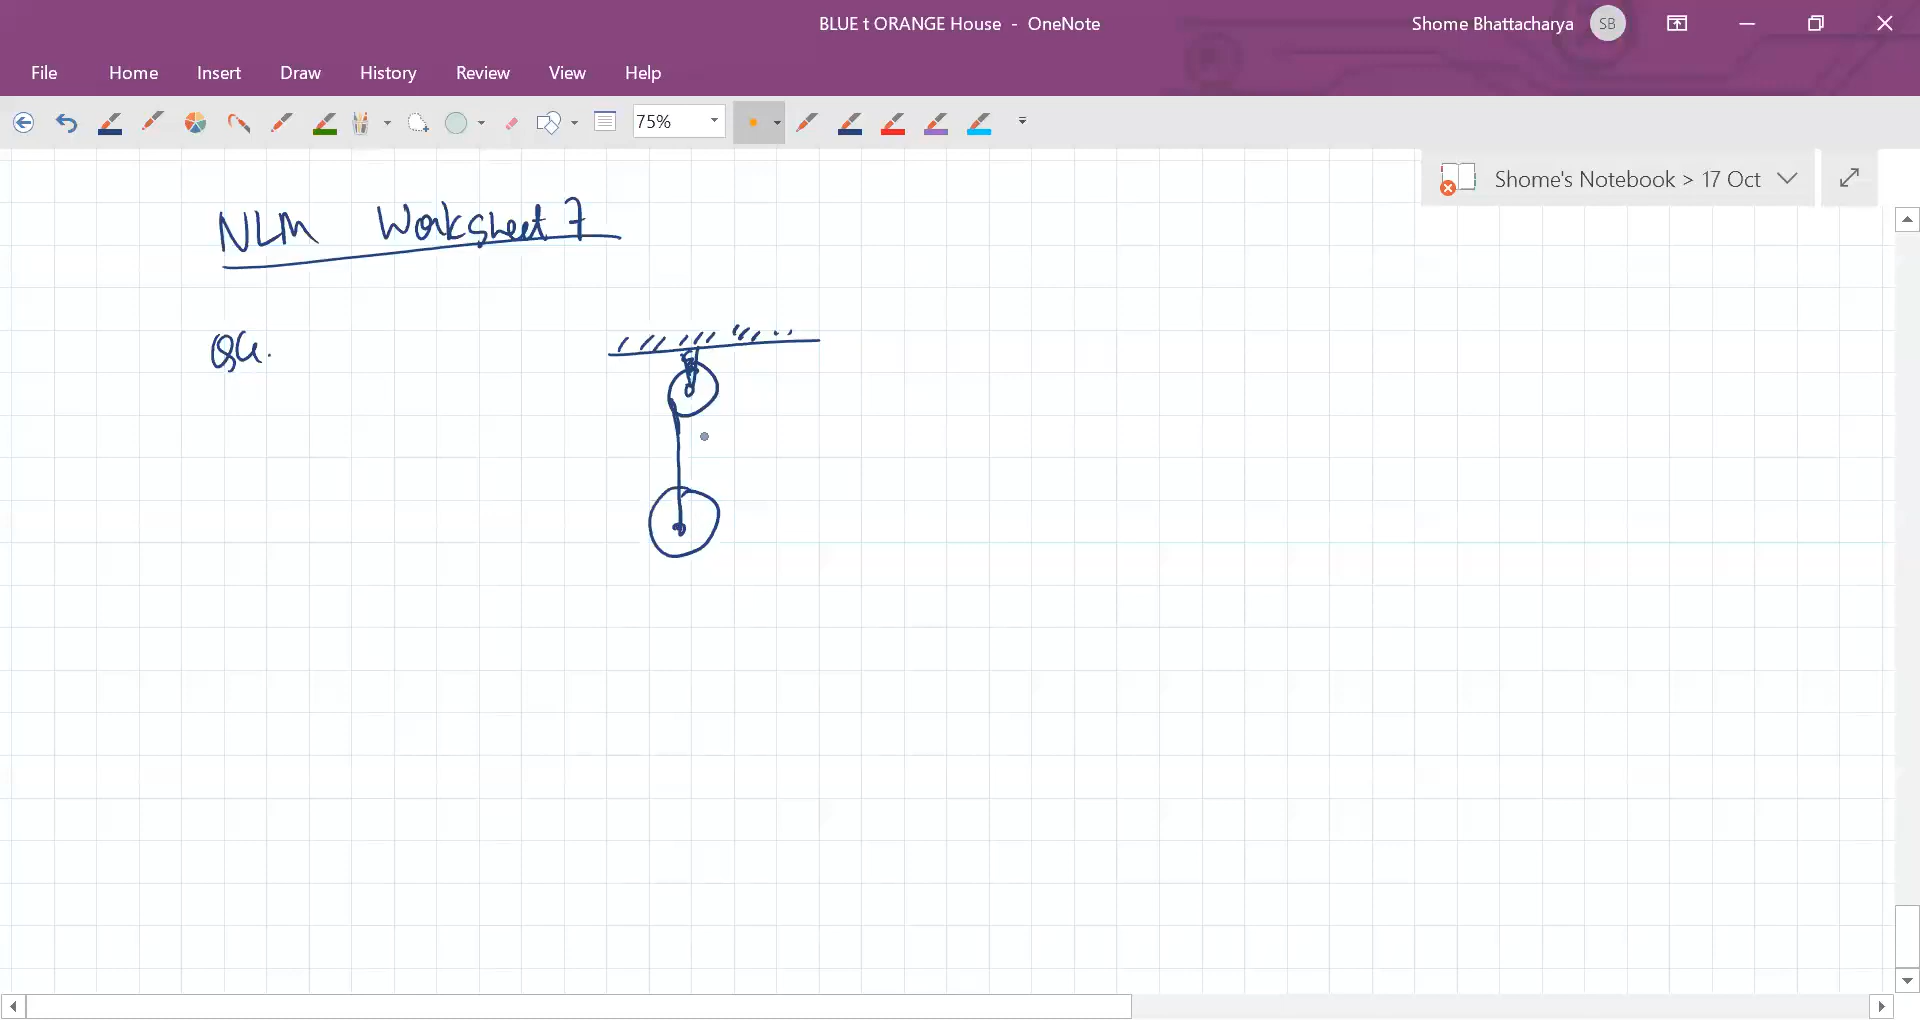 BLUE t ORANGE House - OneNote
Shome Bhattacharya SB
File Home Insert Draw History Review View Help
75%
Shome's Notebook > 17 Oct
NLM Worksheet 7
Q4.